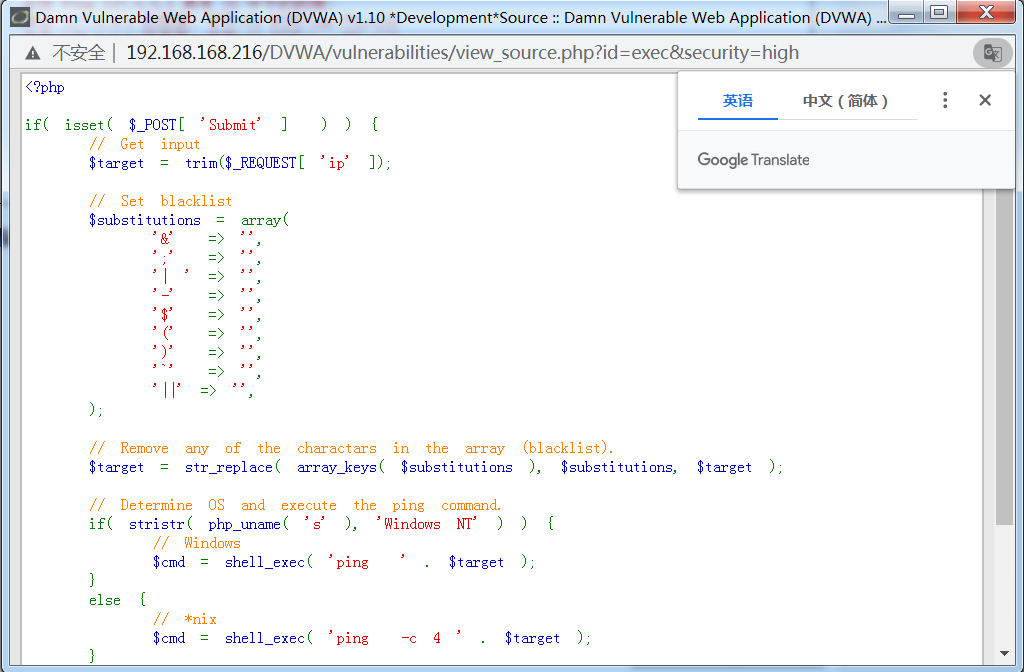 Damn Vulnerable Web Application (DVWA) v1.10 *Development*Source :: Damn Vulnerable Web Application (DVWA) ...
不安全 | 192.168.168.216/DVWA/vulnerabilities/view_source.php?id=exec&security=high
英语 中文（简体）
Google Translate
<?php
if( isset( $_POST[ 'Submit' ] ) ) {
// Get input
$target = trim($_REQUEST[ 'ip' ]);
// Set blacklist
$substitutions = array(
'&' => '',
';' => '',
'| ' => '',
'-' => '',
'$' => '',
'(' => '',
')' => '',
'`' => '',
'||' => '',
);
// Remove any of the charactars in the array (blacklist).
$target = str_replace( array_keys( $substitutions ), $substitutions, $target );
// Determine OS and execute the ping command.
if( stristr( php_uname( 's' ), 'Windows NT' ) ) {
// Windows
$cmd = shell_exec( 'ping ' . $target );
}
else {
// *nix
$cmd = shell_exec( 'ping -c 4 ' . $target );
}